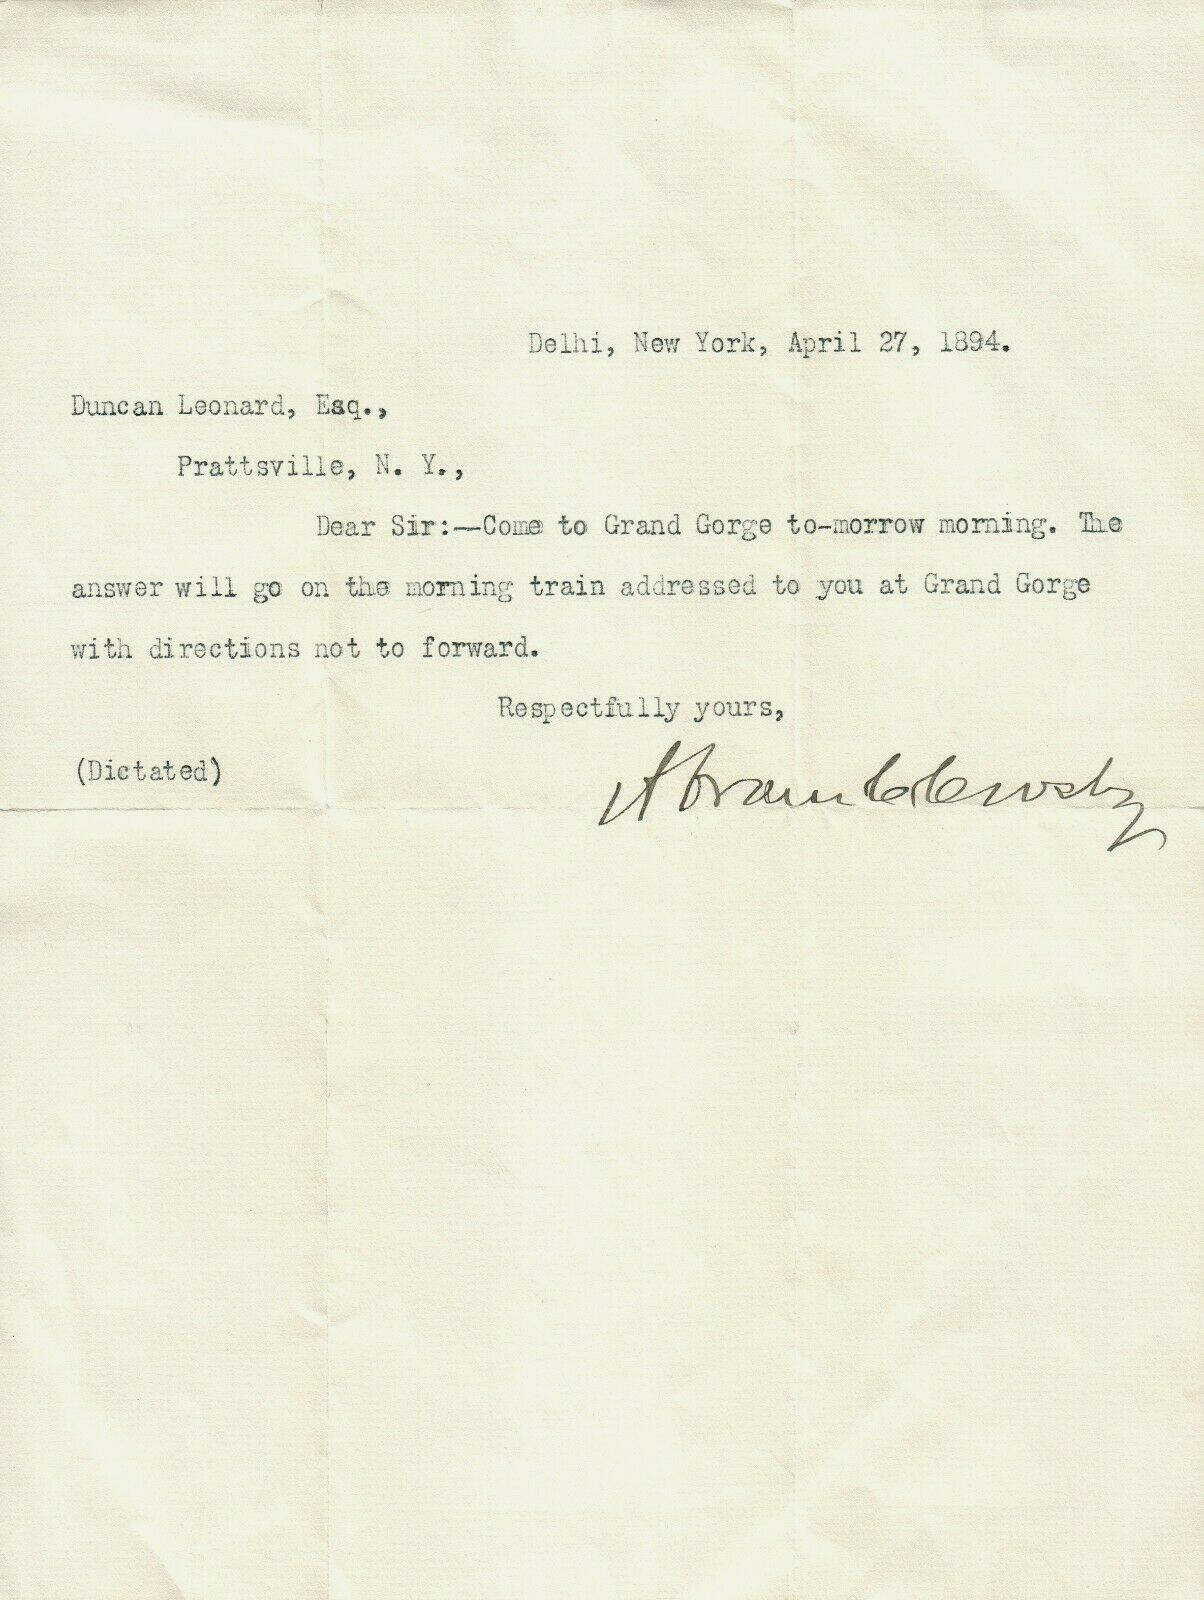 Delhi, New York, April 27, 1894.
Duncan Leonard, Esq.,
Prattsville, N. Y.,
Dear Sir:—Come to Grand Gorge to-morrow morning. The
answer will go on the morning train addressed to you at Grand Gorge
with directions not to forward.
Respectfully yours,
(Dictated)
Abram C. Crosby